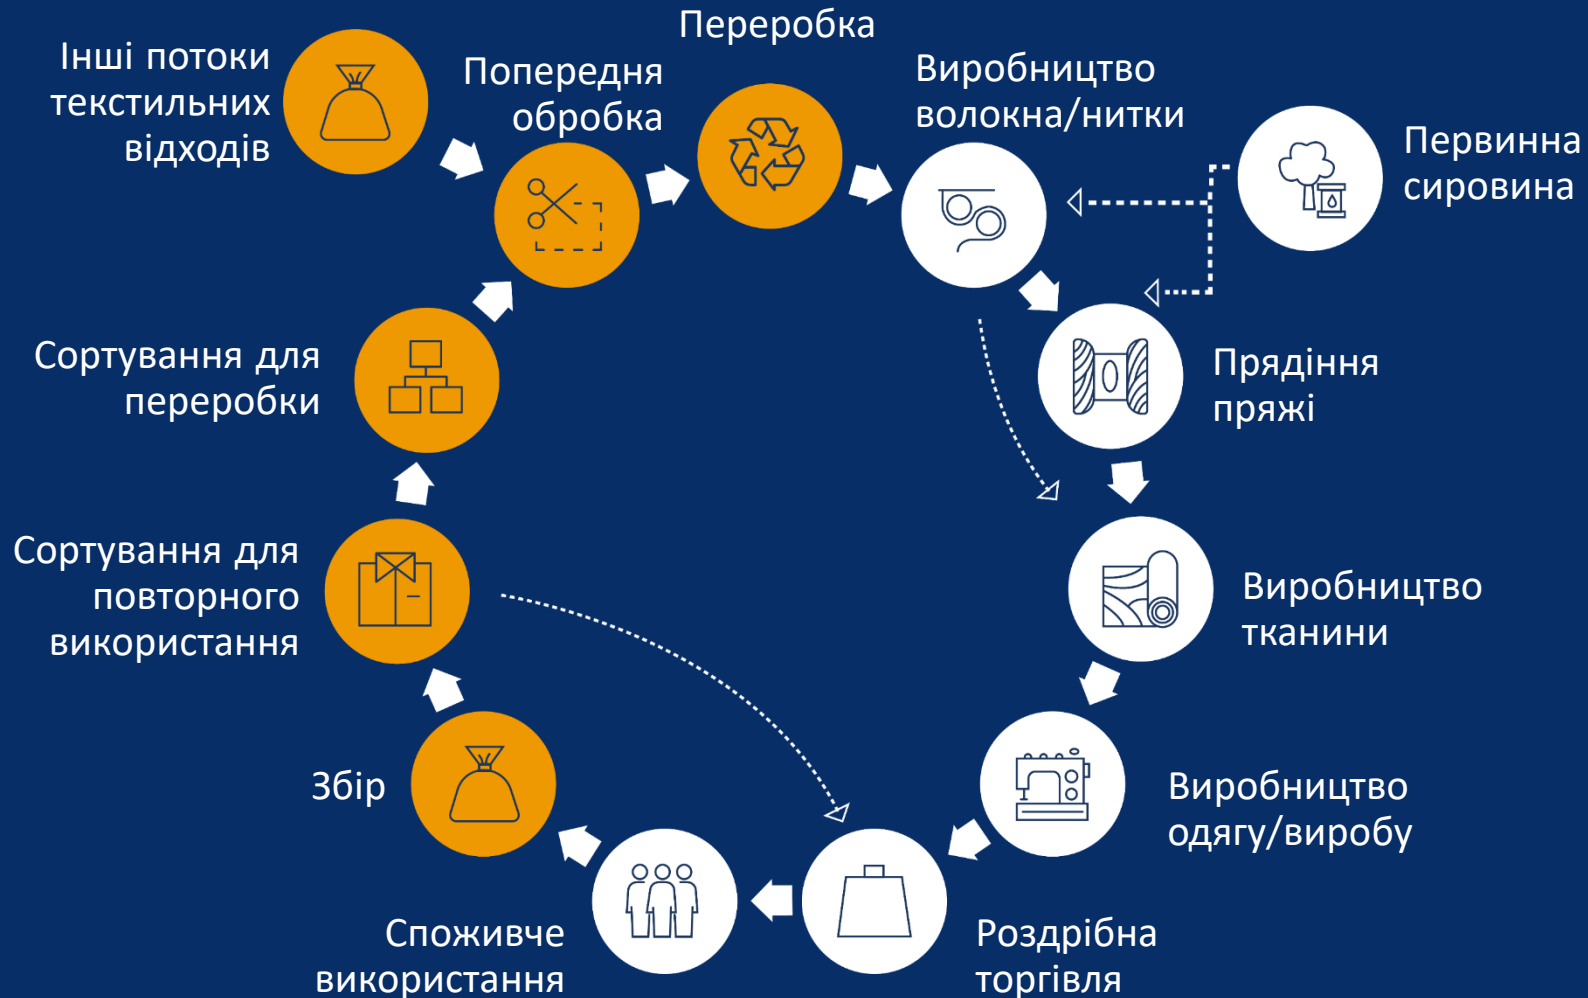 Переробка
Інші потоки
текстильних
відходів
Попередня
обробка
Виробництво
волокна/нитки
Первинна
сировина
Сортування для
переробки
Прядіння
пряжі
Сортування для
повторного
використання
Виробництво
тканини
Збір
Виробництво
одягу/виробу
Споживче
використання
Роздрібна
торгівля